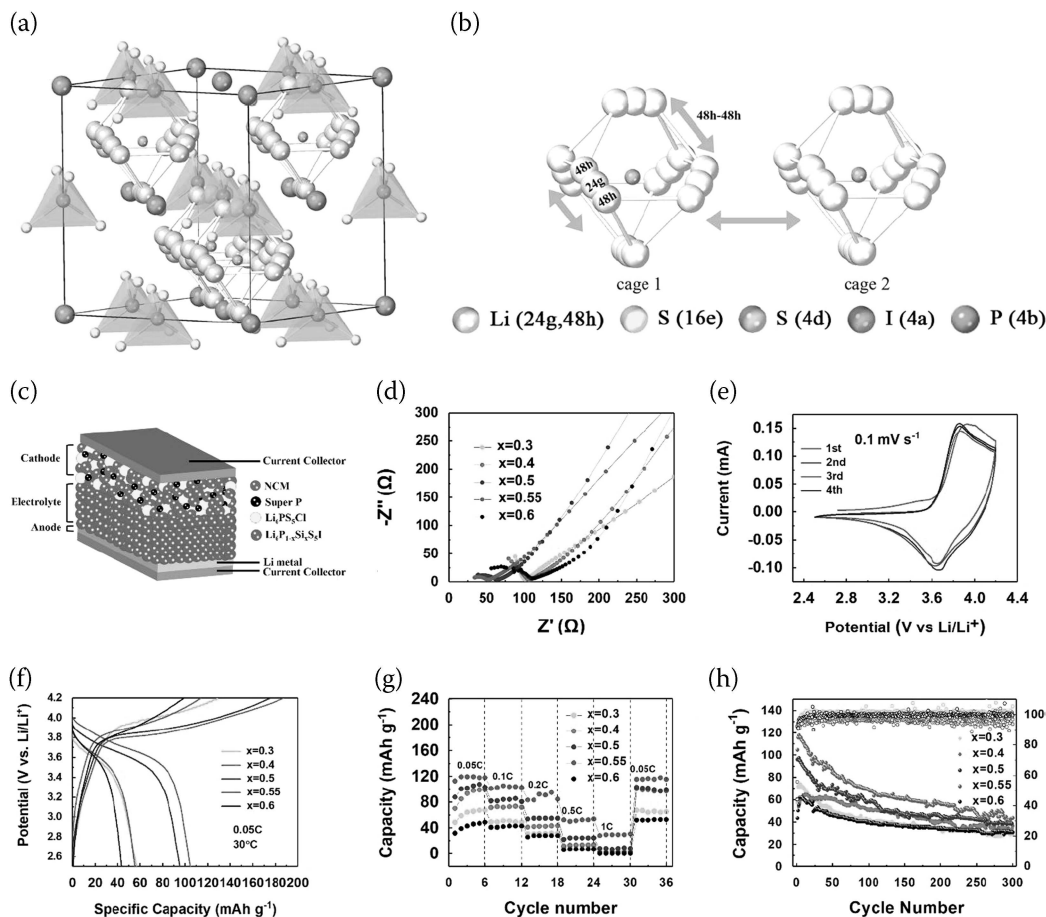 (a)
(b)
48h-48h
48h
24g
48h
cage 1
cage 2
Li (24g,48h)
S (16e)
S (4d)
I (4a)
P (4b)
(c)
Cathode
Electrolyte
Anode
Current Collector
NCM
Super P
Li₆PS₅Cl
Li₆P₁₋ₓSiₓS₅I
Li metal
Current Collector
(d)
300
250
200
150
100
50
0
-Z'' (Ω)
x=0.3
x=0.4
x=0.5
x=0.55
x=0.6
0 50 100 150 200 250 300
Z' (Ω)
(e)
0.15
0.10
0.05
0.00
-0.05
-0.10
Current (mA)
0.1 mV s⁻¹
1st
2nd
3rd
4th
2.4 3.0 3.6 4.2 4.4
Potential (V vs Li/Li⁺)
(f)
4.2
4.0
3.8
3.6
3.4
3.2
3.0
2.8
2.6
Potential (V vs. Li/Li⁺)
x=0.3
x=0.4
x=0.5
x=0.55
x=0.6
0.05C
30°C
0 20 40 60 80 100 120 140 160 180 200
Specific Capacity (mAh g⁻¹)
(g)
240
200
160
120
80
40
0
Capacity (mAh g⁻¹)
x=0.3
x=0.4
x=0.5
x=0.55
x=0.6
0.05C
0.1C
0.2C
0.5C
1C
0.05C
0 6 12 18 24 30 36
Cycle number
(h)
140
120
100
80
60
40
20
0
Capacity (mAh g⁻¹)
x=0.3
x=0.4
x=0.5
x=0.55
x=0.6
100
80
60
40
20
0
0 50 100 150 200 250 300
Cycle Number